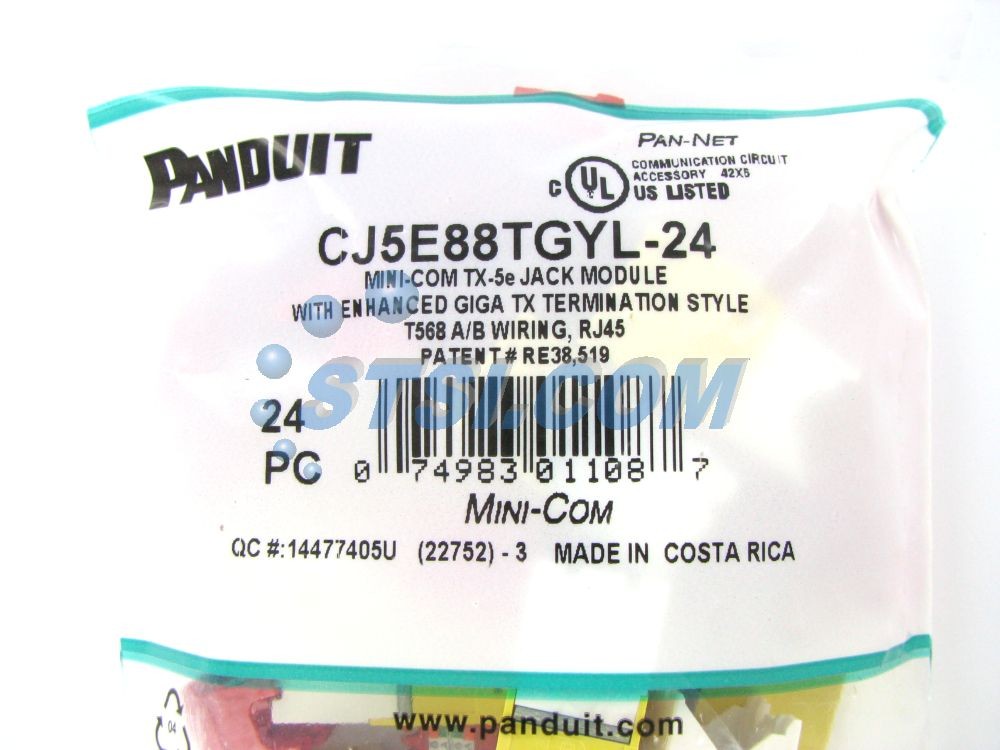 PANDUIT
PAN-NET
COMMUNICATION CIRCUIT
ACCESSORY 42X5
C UL US LISTED
CJ5E88TGYL-24
MINI-COM TX-5e JACK MODULE
WITH ENHANCED GIGA TX TERMINATION STYLE
T568 A/B WIRING, RJ45
PATENT # RE38,519
STSI.COM
24
PC
0 74983 01108 7
MINI-COM
QC #:14477405U (22752) - 3 MADE IN COSTA RICA
04
www.panduit.com